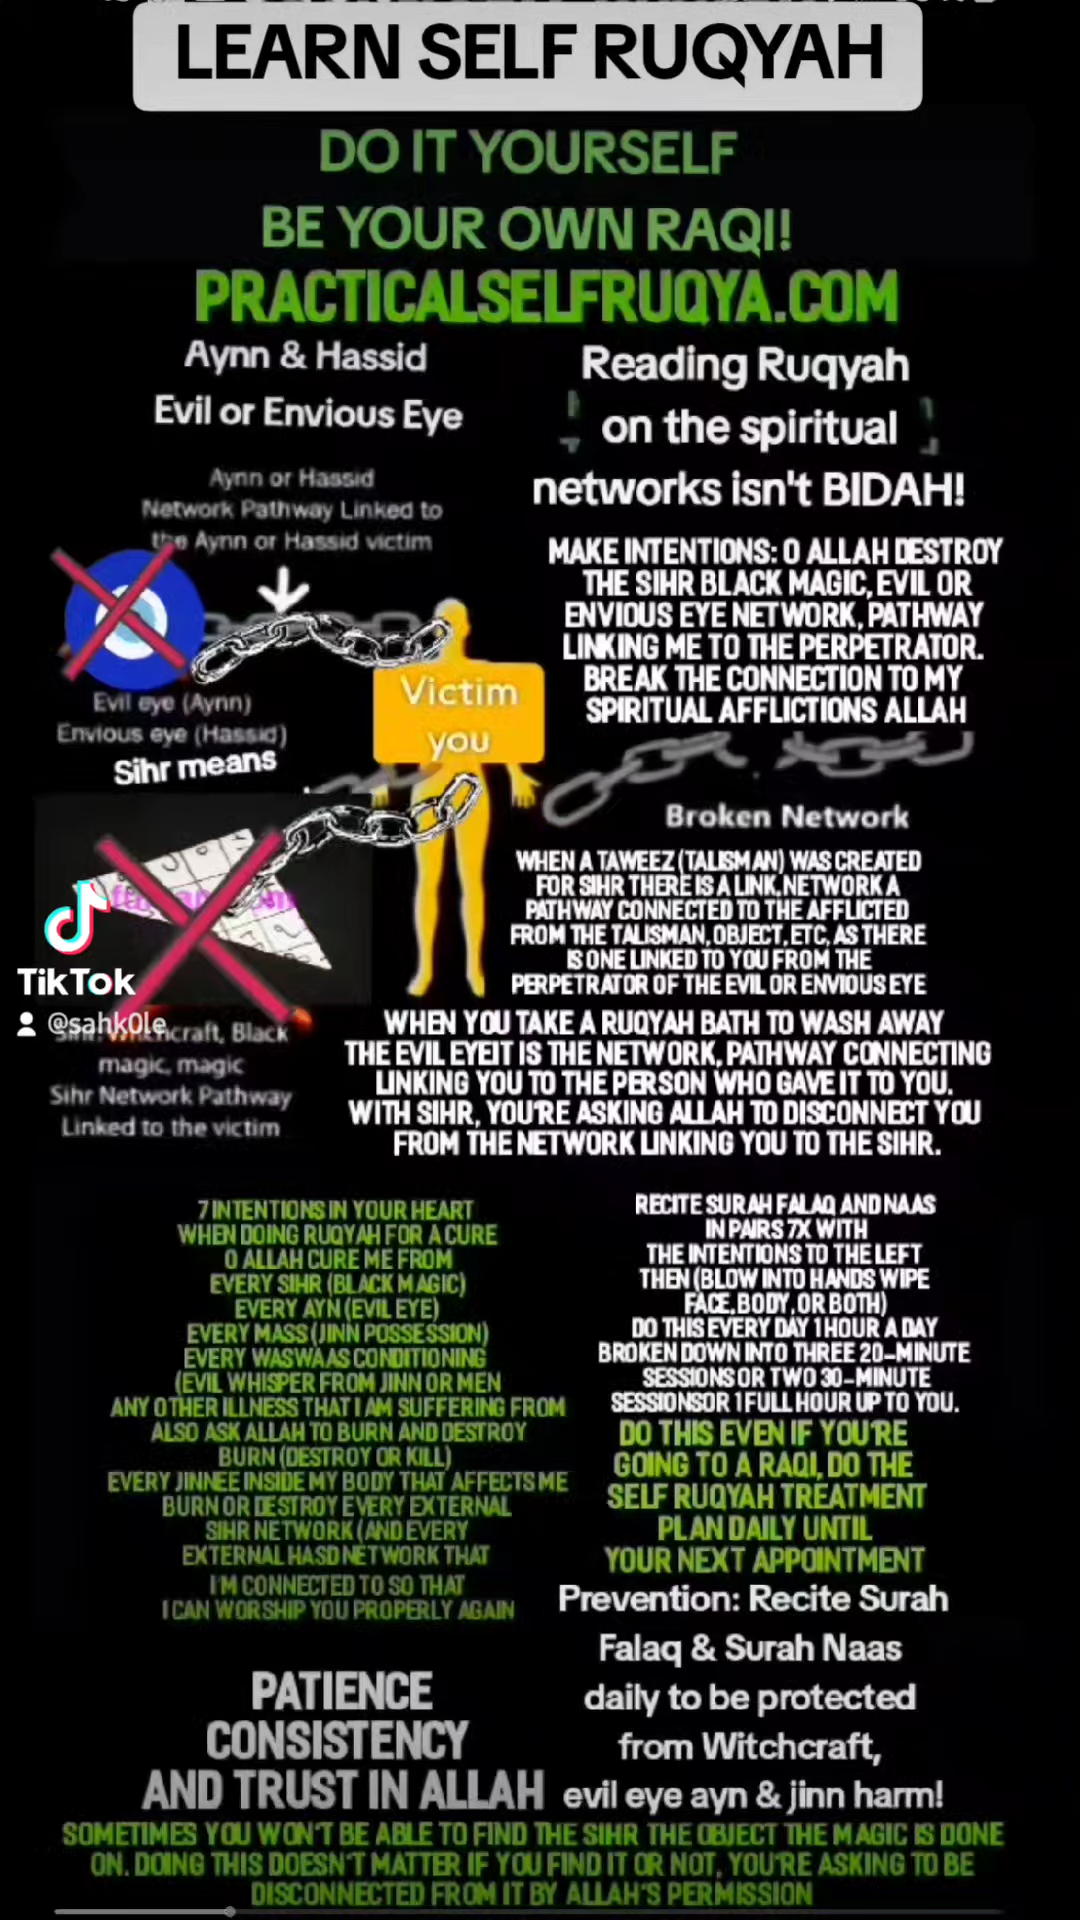 LEARN SELF RUQYAH
DO IT YOURSELF
BE YOUR OWN RAQI!
PRACTICALSELFRUQYA.COM
Aynn & Hassid
Evil or Envious Eye
Aynn or Hassid
Network Pathway Linked to
the Aynn or Hassid victim
Evil eye (Aynn)
Envious eye (Hassid)
Sihr means
Victim
you
Reading Ruqyah
on the spiritual
networks isn't BIDAH!
MAKE INTENTIONS: O ALLAH DESTROY
THE SIHR BLACK MAGIC, EVIL OR
ENVIOUS EYE NETWORK, PATHWAY
LINKING ME TO THE PERPETRATOR.
BREAK THE CONNECTION TO MY
SPIRITUAL AFFLICTIONS ALLAH
Broken Network
WHEN A TAWEEZ (TALISMAN) WAS CREATED
FOR SIHR THERE IS A LINK, NETWORK A
PATHWAY CONNECTED TO THE AFFLICTED
FROM THE TALISMAN, OBJECT, ETC, AS THERE
IS ONE LINKED TO YOU FROM THE
PERPETRATOR OF THE EVIL OR ENVIOUS EYE
TikTok
@sahk0le
Black
magic, magic
Sihr Network Pathway
Linked to the victim
WHEN YOU TAKE A RUQYAH BATH TO WASH AWAY
THE EVIL EYEIT IS THE NETWORK, PATHWAY CONNECTING
LINKING YOU TO THE PERSON WHO GAVE IT TO YOU.
WITH SIHR, YOU'RE ASKING ALLAH TO DISCONNECT YOU
FROM THE NETWORK LINKING YOU TO THE SIHR.
7 INTENTIONS IN YOUR HEART
WHEN DOING RUQYAH FOR A CURE
O ALLAH CURE ME FROM
EVERY SIHR (BLACK MAGIC)
EVERY AYN (EVIL EYE)
EVERY MASS (JINN POSSESSION)
EVERY WASWAAS CONDITIONING
(EVIL WHISPER FROM JINN OR MEN
ANY OTHER ILLNESS THAT I AM SUFFERING FROM
ALSO ASK ALLAH TO BURN AND DESTROY
BURN (DESTROY OR KILL)
EVERY JINNEE INSIDE MY BODY THAT AFFECTS ME
BURN OR DESTROY EVERY EXTERNAL
SIHR NETWORK (AND EVERY
EXTERNAL HASD NETWORK THAT
I'M CONNECTED TO SO THAT
I CAN WORSHIP YOU PROPERLY AGAIN
RECITE SURAH FALAQ AND NAAS
IN PAIRS 7X WITH
THE INTENTIONS TO THE LEFT
THEN (BLOW INTO HANDS WIPE
FACE, BODY, OR BOTH)
DO THIS EVERY DAY 1 HOUR A DAY
BROKEN DOWN INTO THREE 20-MINUTE
SESSIONS OR TWO 30-MINUTE
SESSIONSOR 1 FULL HOUR UP TO YOU.
DO THIS EVEN IF YOU'RE
GOING TO A RAQI, DO THE
SELF RUQYAH TREATMENT
PLAN DAILY UNTIL
YOUR NEXT APPOINTMENT
Prevention: Recite Surah
Falaq & Surah Naas
daily to be protected
from Witchcraft,
evil eye ayn & jinn harm!
PATIENCE
CONSISTENCY
AND TRUST IN ALLAH
SOMETIMES YOU WON'T BE ABLE TO FIND THE SIHR THE OBJECT THE MAGIC IS DONE
ON. DOING THIS DOESN'T MATTER IF YOU FIND IT OR NOT, YOU'RE ASKING TO BE
DISCONNECTED FROM IT BY ALLAH'S PERMISSION